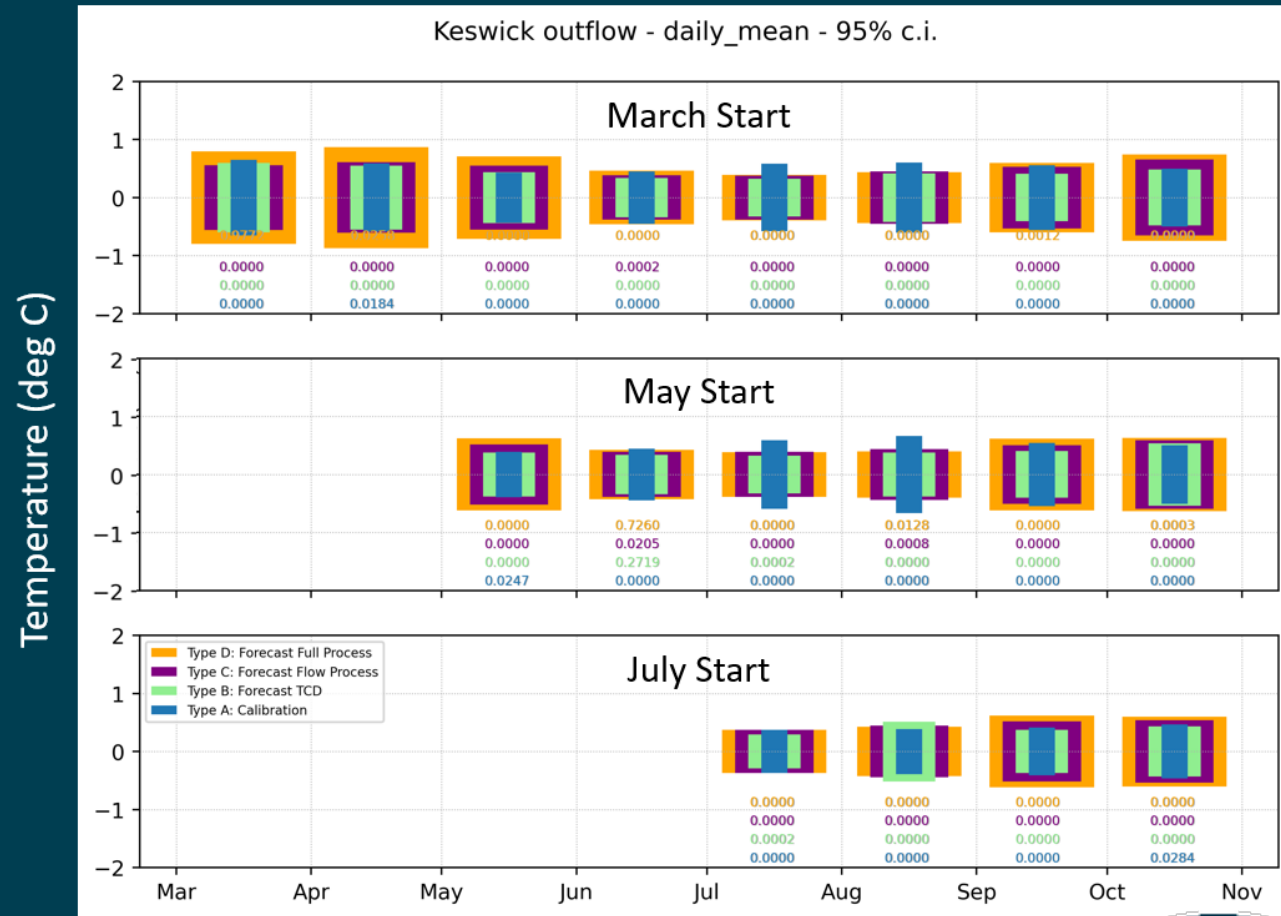 Keswick outflow - daily_mean - 95% c.i.
Temperature (deg C)
March Start
2
1
0
−1
−2
0.0000 0.0000 0.0000 0.0012 0.0000
0.0000 0.0000 0.0000 0.0002 0.0000 0.0000 0.0000 0.0000
0.0000 0.0000 0.0000 0.0000 0.0000 0.0000 0.0000 0.0000
0.0000 0.0184 0.0000 0.0000 0.0000 0.0000 0.0000 0.0000
May Start
2
1
0
−1
−2
0.0000 0.7260 0.0000 0.0128 0.0000 0.0003
0.0000 0.0205 0.0000 0.0008 0.0000 0.0000
0.0000 0.2719 0.0002 0.0000 0.0000 0.0000
0.0247 0.0000 0.0000 0.0000 0.0000 0.0000
July Start
2
1
0
−1
−2
Type D: Forecast Full Process
Type C: Forecast Flow Process
Type B: Forecast TCD
Type A: Calibration
0.0000 0.0000 0.0000 0.0000
0.0000 0.0000 0.0000 0.0000
0.0002 0.0000 0.0000 0.0000
0.0000 0.0000 0.0000 0.0284
Mar Apr May Jun Jul Aug Sep Oct Nov